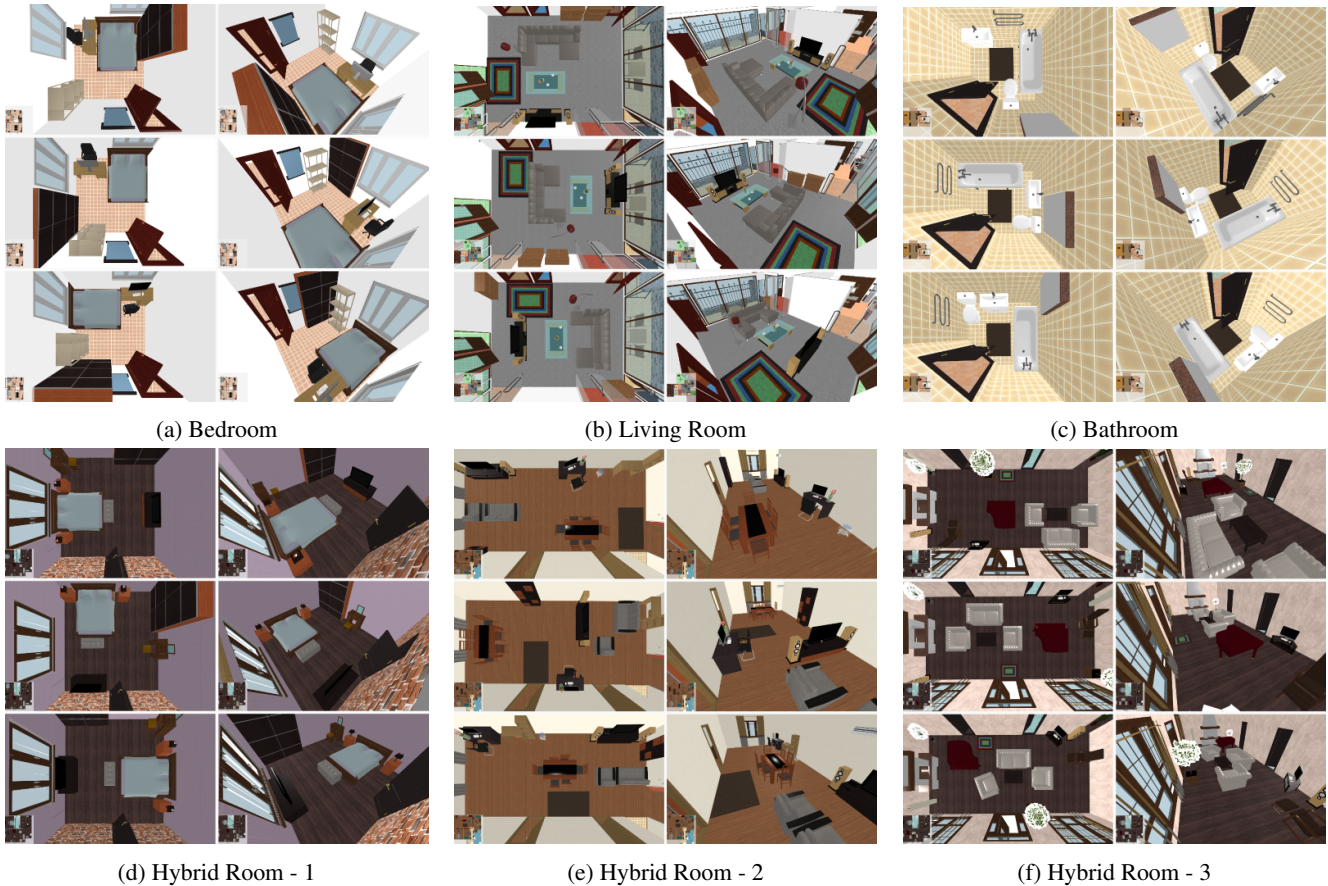 (a) Bedroom
(b) Living Room
(c) Bathroom
(d) Hybrid Room - 1
(e) Hybrid Room - 2
(f) Hybrid Room - 3